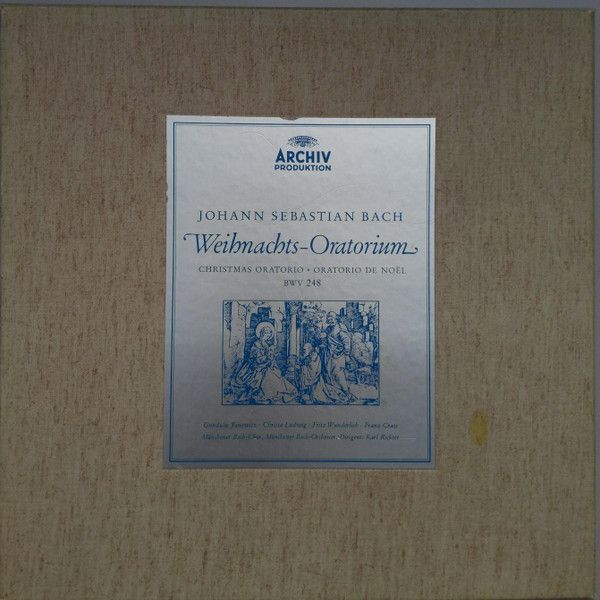 ARCHIV
PRODUKTION
JOHANN SEBASTIAN BACH
Weihnachts-Oratorium
CHRISTMAS ORATORIO • ORATORIO DE NOËL
BWV 248
Gundula Janowitz · Christa Ludwig · Fritz Wunderlich · Franz Crass
Münchener Bach-Chor, Münchener Bach-Orchester, Dirigent: Karl Richter